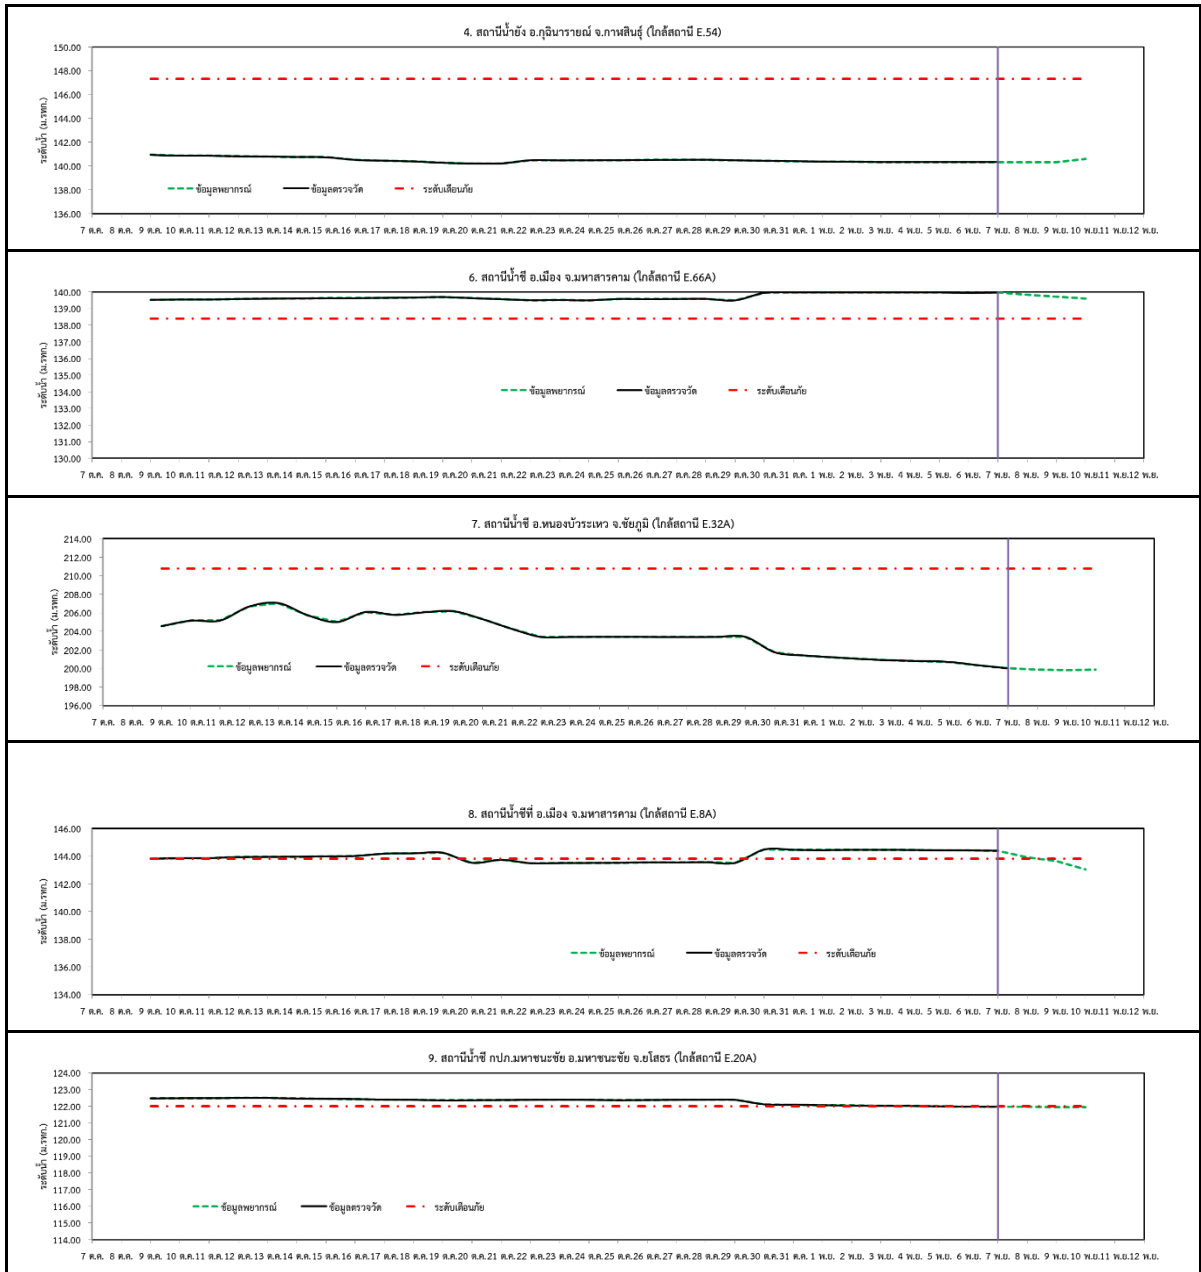 4. สถานีน้ำยัง อ.กุฉินารายณ์ จ.กาฬสินธุ์ (ใกล้สถานี E.54)
150.00
148.00
146.00
144.00
142.00
140.00
138.00
136.00
ระดับน้ำ (ม.รทก.)
ข้อมูลพยากรณ์ ข้อมูลตรวจวัด ระดับเตือนภัย
7 ต.ค. 8 ต.ค. 9 ต.ค. 10 ต.ค.11 ต.ค.12 ต.ค.13 ต.ค.14 ต.ค.15 ต.ค.16 ต.ค.17 ต.ค.18 ต.ค.19 ต.ค.20 ต.ค.21 ต.ค.22 ต.ค.23 ต.ค.24 ต.ค.25 ต.ค.26 ต.ค.27 ต.ค.28 ต.ค.29 ต.ค.30 ต.ค.31 ต.ค. 1 พ.ย. 2 พ.ย. 3 พ.ย. 4 พ.ย. 5 พ.ย. 6 พ.ย. 7 พ.ย. 8 พ.ย. 9 พ.ย. 10 พ.ย.11 พ.ย.12 พ.ย.
6. สถานีน้ำชี อ.เมือง จ.มหาสารคาม (ใกล้สถานี E.66A)
140.00
139.00
138.00
137.00
136.00
135.00
134.00
133.00
132.00
131.00
130.00
ระดับน้ำ (ม.รทก.)
ข้อมูลพยากรณ์ ข้อมูลตรวจวัด ระดับเตือนภัย
7 ต.ค. 8 ต.ค. 9 ต.ค. 10 ต.ค.11 ต.ค.12 ต.ค.13 ต.ค.14 ต.ค.15 ต.ค.16 ต.ค.17 ต.ค.18 ต.ค.19 ต.ค.20 ต.ค.21 ต.ค.22 ต.ค.23 ต.ค.24 ต.ค.25 ต.ค.26 ต.ค.27 ต.ค.28 ต.ค.29 ต.ค.30 ต.ค.31 ต.ค. 1 พ.ย. 2 พ.ย. 3 พ.ย. 4 พ.ย. 5 พ.ย. 6 พ.ย. 7 พ.ย. 8 พ.ย. 9 พ.ย. 10 พ.ย.11 พ.ย.12 พ.ย.
7. สถานีน้ำชี อ.หนองบัวระเหว จ.ชัยภูมิ (ใกล้สถานี E.32A)
214.00
212.00
210.00
208.00
206.00
204.00
202.00
200.00
198.00
196.00
ระดับน้ำ (ม.รทก.)
ข้อมูลพยากรณ์ ข้อมูลตรวจวัด ระดับเตือนภัย
7 ต.ค. 8 ต.ค. 9 ต.ค. 10 ต.ค.11 ต.ค.12 ต.ค.13 ต.ค.14 ต.ค.15 ต.ค.16 ต.ค.17 ต.ค.18 ต.ค.19 ต.ค.20 ต.ค.21 ต.ค.22 ต.ค.23 ต.ค.24 ต.ค.25 ต.ค.26 ต.ค.27 ต.ค.28 ต.ค.29 ต.ค.30 ต.ค.31 ต.ค. 1 พ.ย. 2 พ.ย. 3 พ.ย. 4 พ.ย. 5 พ.ย. 6 พ.ย. 7 พ.ย. 8 พ.ย. 9 พ.ย. 10 พ.ย.11 พ.ย.12 พ.ย.
8. สถานีน้ำชีที่ อ.เมือง จ.มหาสารคาม (ใกล้สถานี E.8A)
146.00
144.00
142.00
140.00
138.00
136.00
134.00
ระดับน้ำ (ม.รทก.)
ข้อมูลพยากรณ์ ข้อมูลตรวจวัด ระดับเตือนภัย
7 ต.ค. 8 ต.ค. 9 ต.ค. 10 ต.ค.11 ต.ค.12 ต.ค.13 ต.ค.14 ต.ค.15 ต.ค.16 ต.ค.17 ต.ค.18 ต.ค.19 ต.ค.20 ต.ค.21 ต.ค.22 ต.ค.23 ต.ค.24 ต.ค.25 ต.ค.26 ต.ค.27 ต.ค.28 ต.ค.29 ต.ค.30 ต.ค.31 ต.ค. 1 พ.ย. 2 พ.ย. 3 พ.ย. 4 พ.ย. 5 พ.ย. 6 พ.ย. 7 พ.ย. 8 พ.ย. 9 พ.ย. 10 พ.ย.11 พ.ย.12 พ.ย.
9. สถานีน้ำชี กปภ.มหาชนะชัย อ.มหาชนะชัย จ.ยโสธร (ใกล้สถานี E.20A)
124.00
123.00
122.00
121.00
120.00
119.00
118.00
117.00
116.00
115.00
114.00
ระดับน้ำ (ม.รทก.)
ข้อมูลพยากรณ์ ข้อมูลตรวจวัด ระดับเตือนภัย
7 ต.ค. 8 ต.ค. 9 ต.ค. 10 ต.ค.11 ต.ค.12 ต.ค.13 ต.ค.14 ต.ค.15 ต.ค.16 ต.ค.17 ต.ค.18 ต.ค.19 ต.ค.20 ต.ค.21 ต.ค.22 ต.ค.23 ต.ค.24 ต.ค.25 ต.ค.26 ต.ค.27 ต.ค.28 ต.ค.29 ต.ค.30 ต.ค.31 ต.ค. 1 พ.ย. 2 พ.ย. 3 พ.ย. 4 พ.ย. 5 พ.ย. 6 พ.ย. 7 พ.ย. 8 พ.ย. 9 พ.ย. 10 พ.ย.11 พ.ย.12 พ.ย.